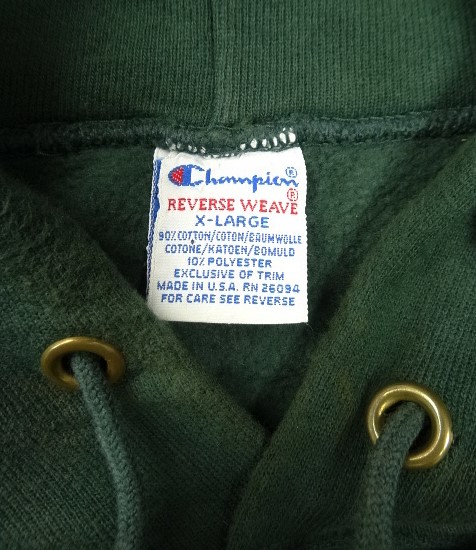 Champion®
REVERSE WEAVE®
X-LARGE
90% COTTON/COTON/BAUMWOLLE
COTONE/KATOEN/BOMULD
10% POLYESTER
EXCLUSIVE OF TRIM
MADE IN U.S.A. RN 26094
FOR CARE SEE REVERSE